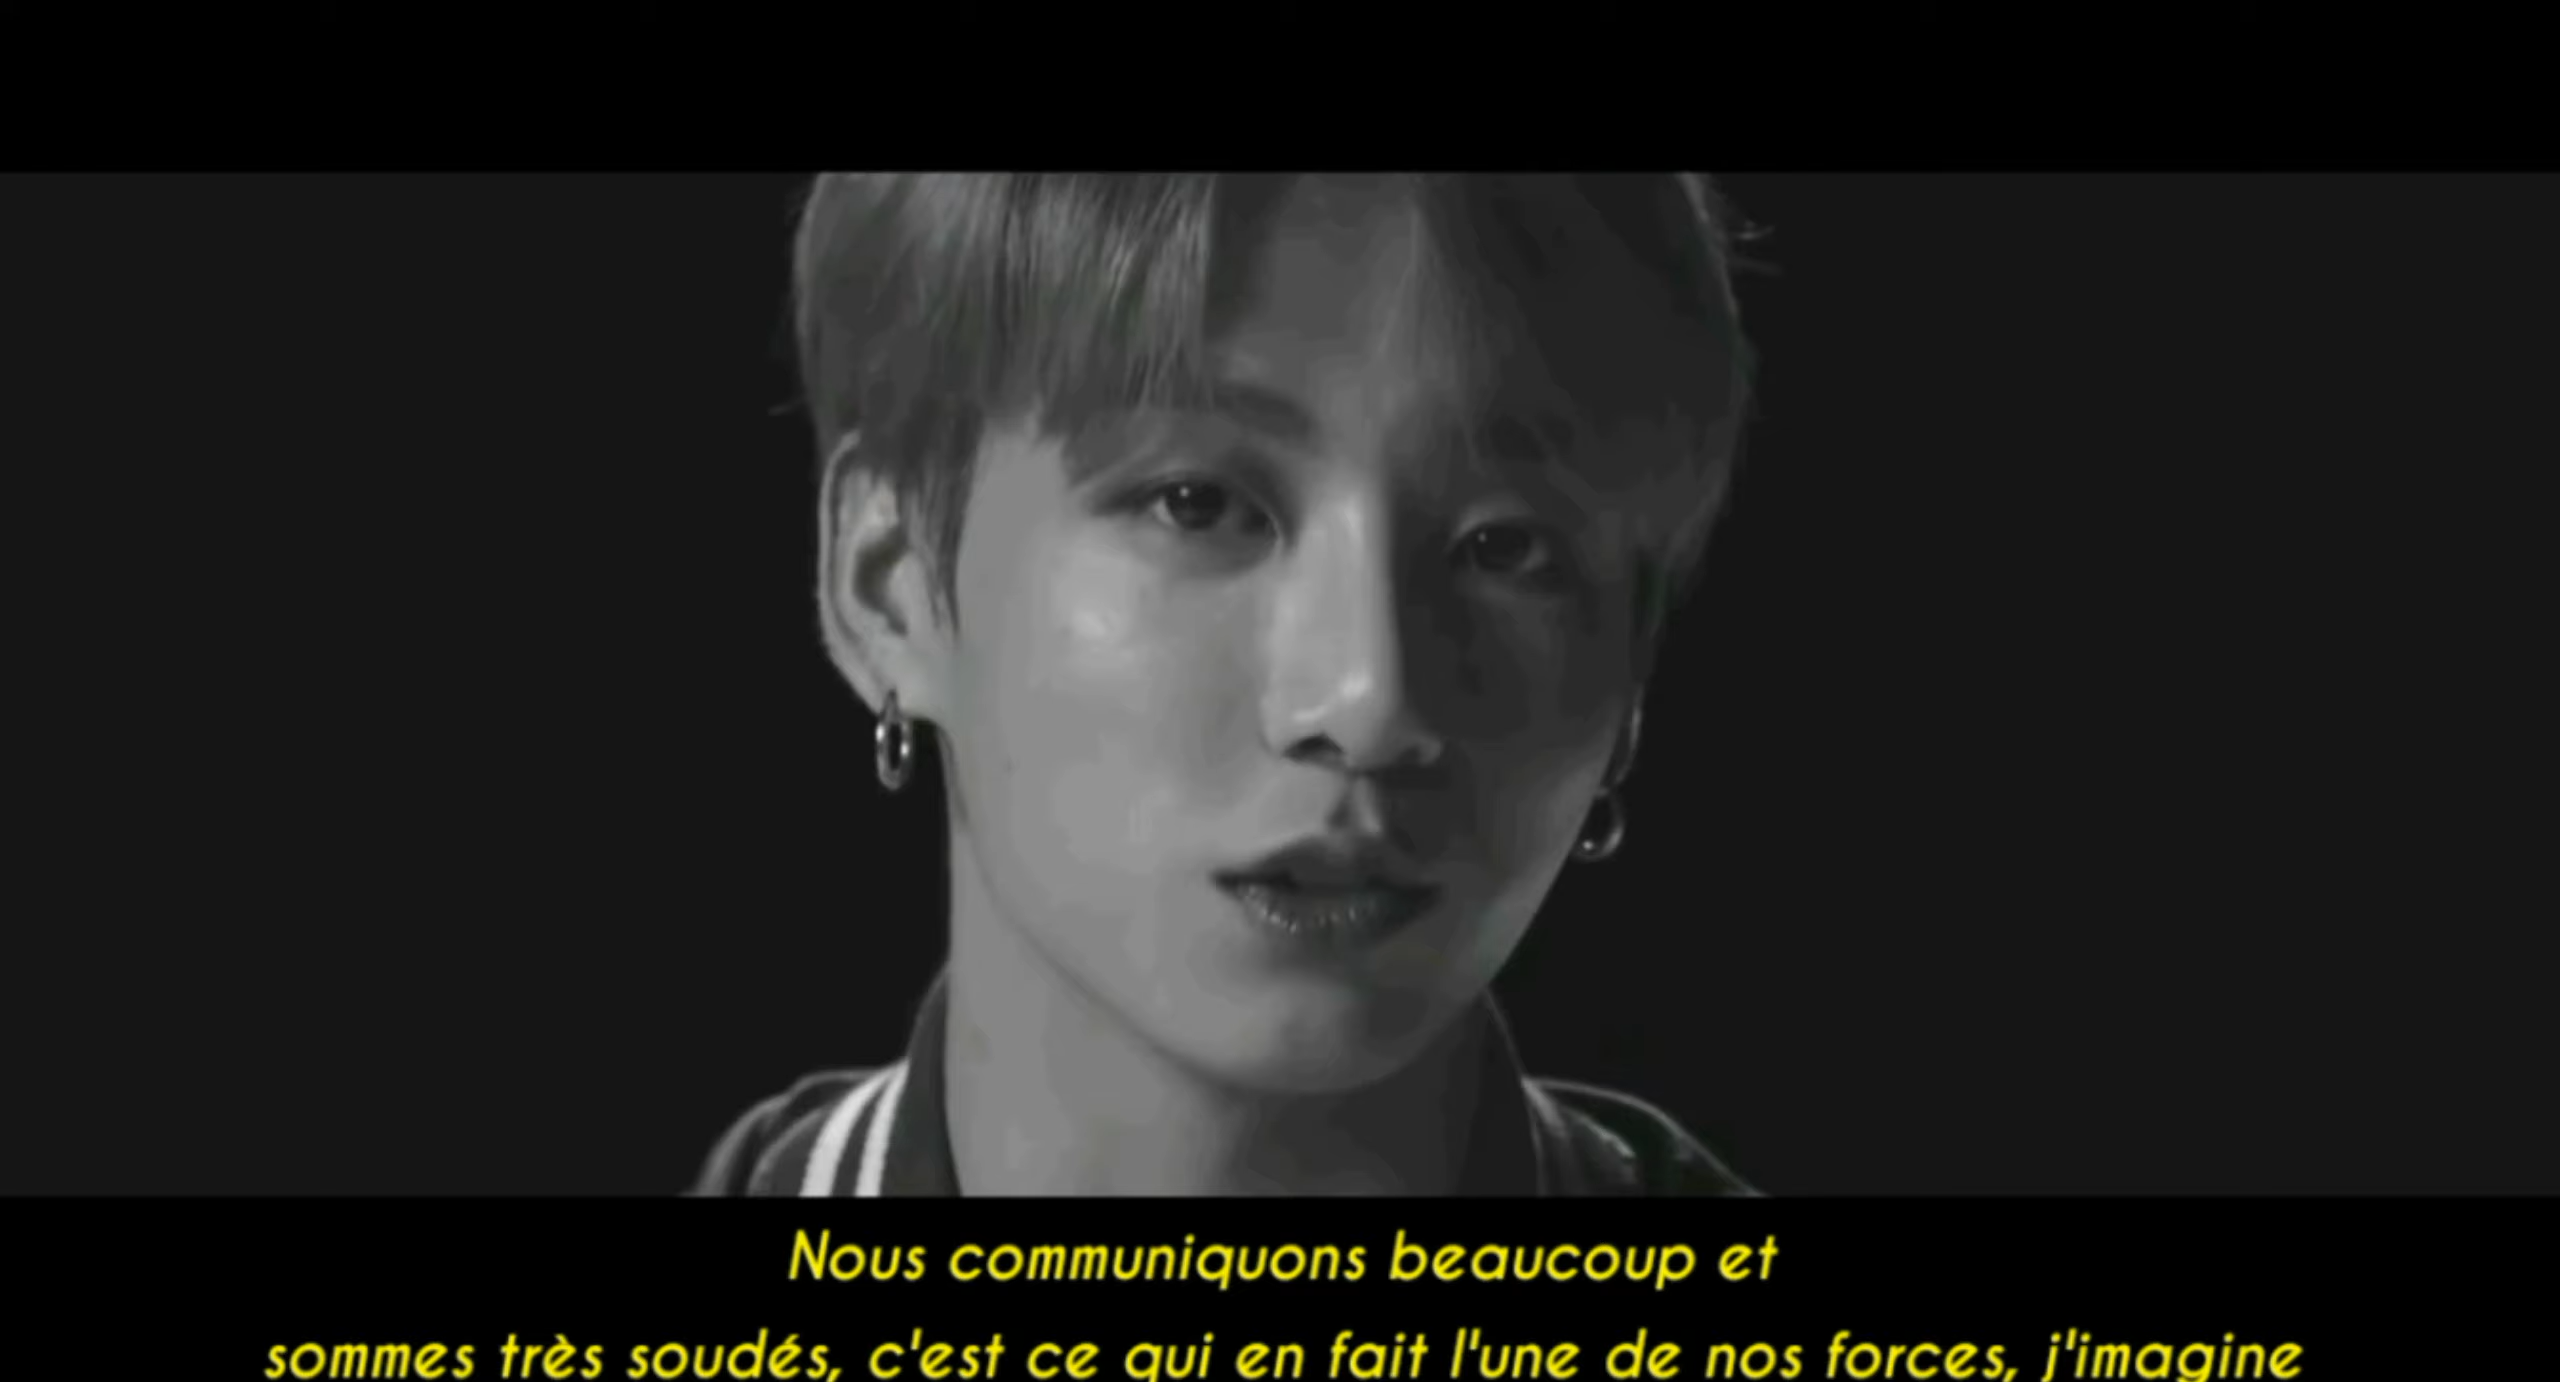 Nous communiquons beaucoup et
sommes très soudés, c'est ce qui en fait l'une de nos forces, j'imagine